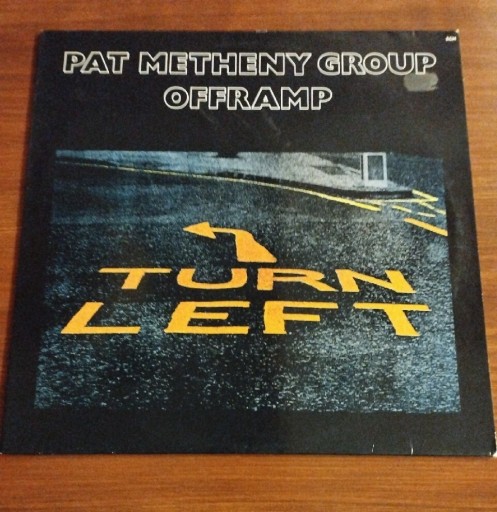 PAT METHENY GROUP
OFFRAMP
TURN
LEFT